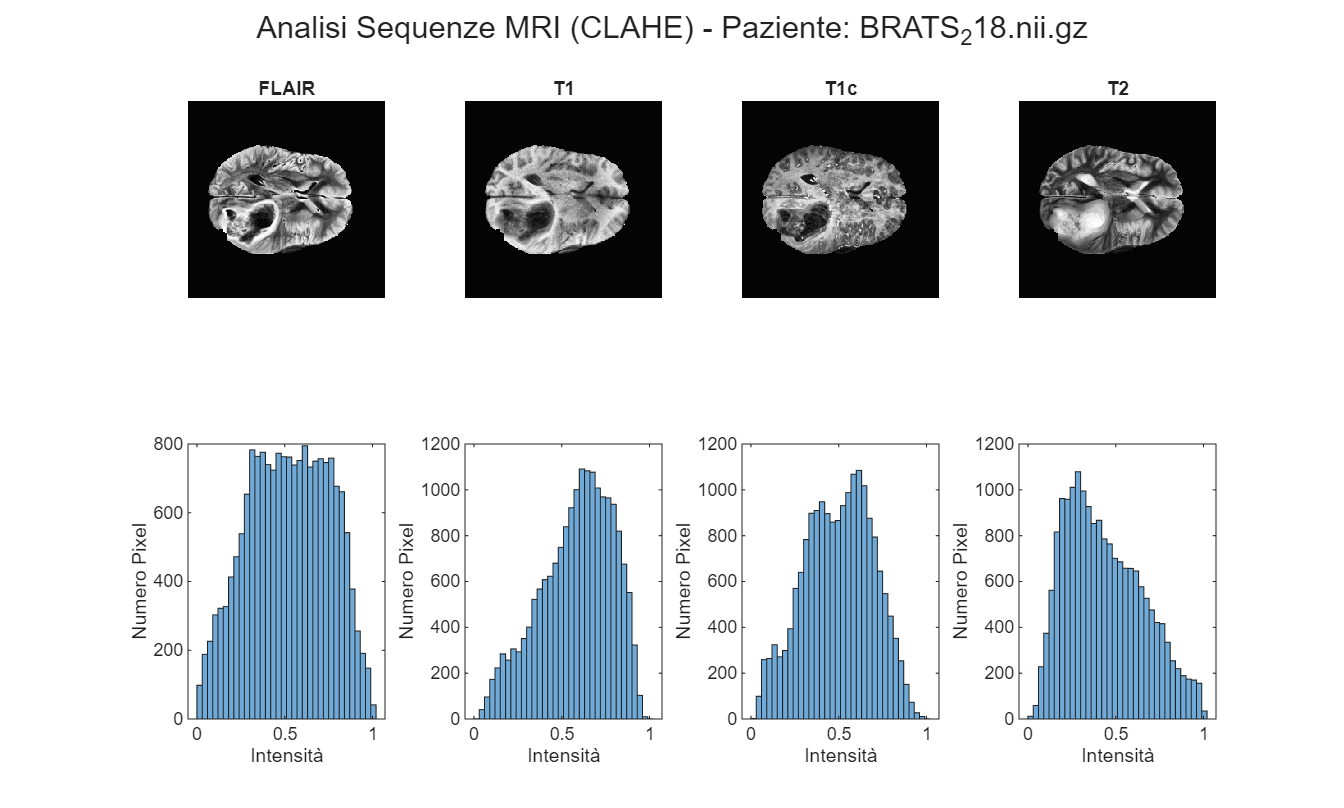 Analisi Sequenze MRI (CLAHE) - Paziente: BRATS₂18.nii.gz
FLAIR
T1
T1c
T2
800
600
400
200
0
0
0.5
1
Numero Pixel
Intensità
1200
1000
800
600
400
200
0
0
0.5
1
Numero Pixel
Intensità
1200
1000
800
600
400
200
0
0
0.5
1
Numero Pixel
Intensità
1200
1000
800
600
400
200
0
0
0.5
1
Numero Pixel
Intensità